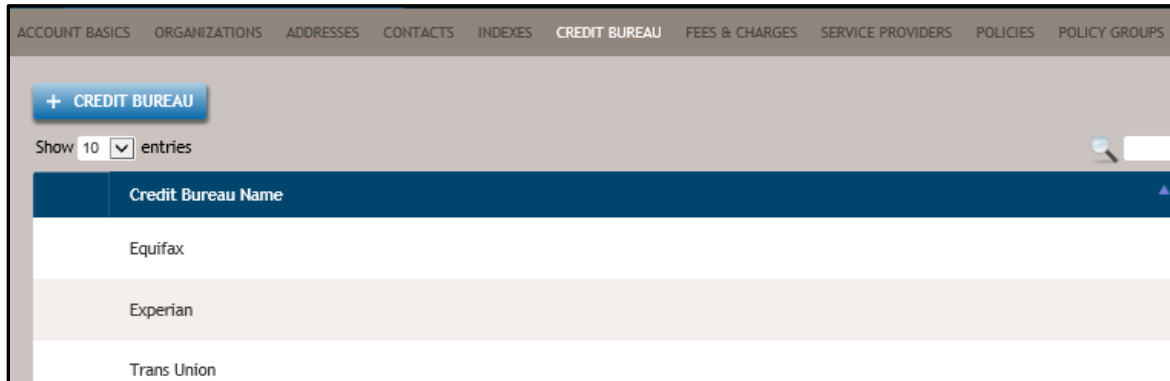 ACCOUNT BASICS ORGANIZATIONS ADDRESSES CONTACTS INDEXES CREDIT BUREAU FEES & CHARGES SERVICE PROVIDERS POLICIES POLICY GROUPS
+ CREDIT BUREAU
Show 10 entries
Credit Bureau Name
Equifax
Experian
Trans Union